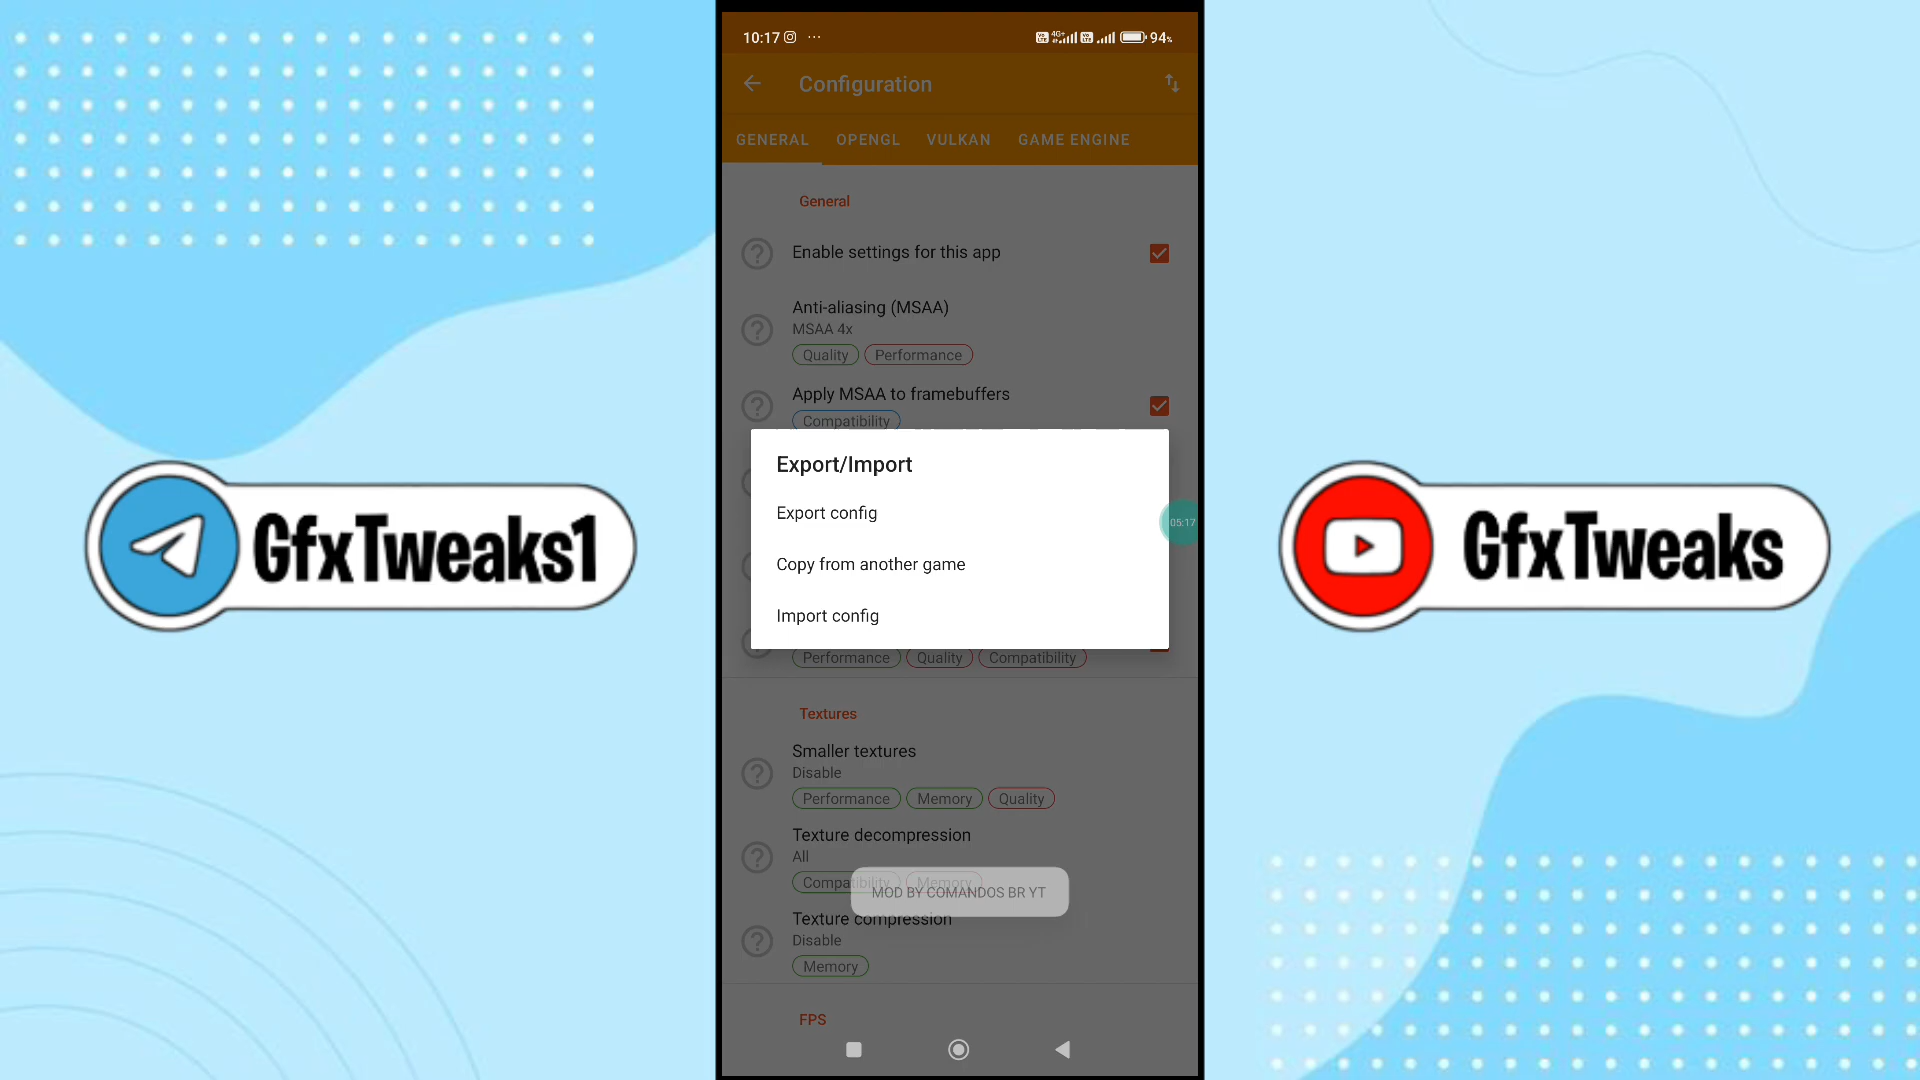 10:17
4G+
94%
Configuration
GENERAL OPENGL VULKAN GAME ENGINE
General
Enable settings for this app
Anti-aliasing (MSAA)
MSAA 4x
Quality Performance
Apply MSAA to framebuffers
Compatibility
Export/Import
Export config
Copy from another game
Import config
05:17
Performance Quality Compatibility
Textures
Smaller textures
Disable
Performance Memory Quality
Texture decompression
All
Compatibility Memory
MOD BY COMANDOS BR YT
Texture compression
Disable
Memory
FPS
GfxTweaks1
GfxTweaks